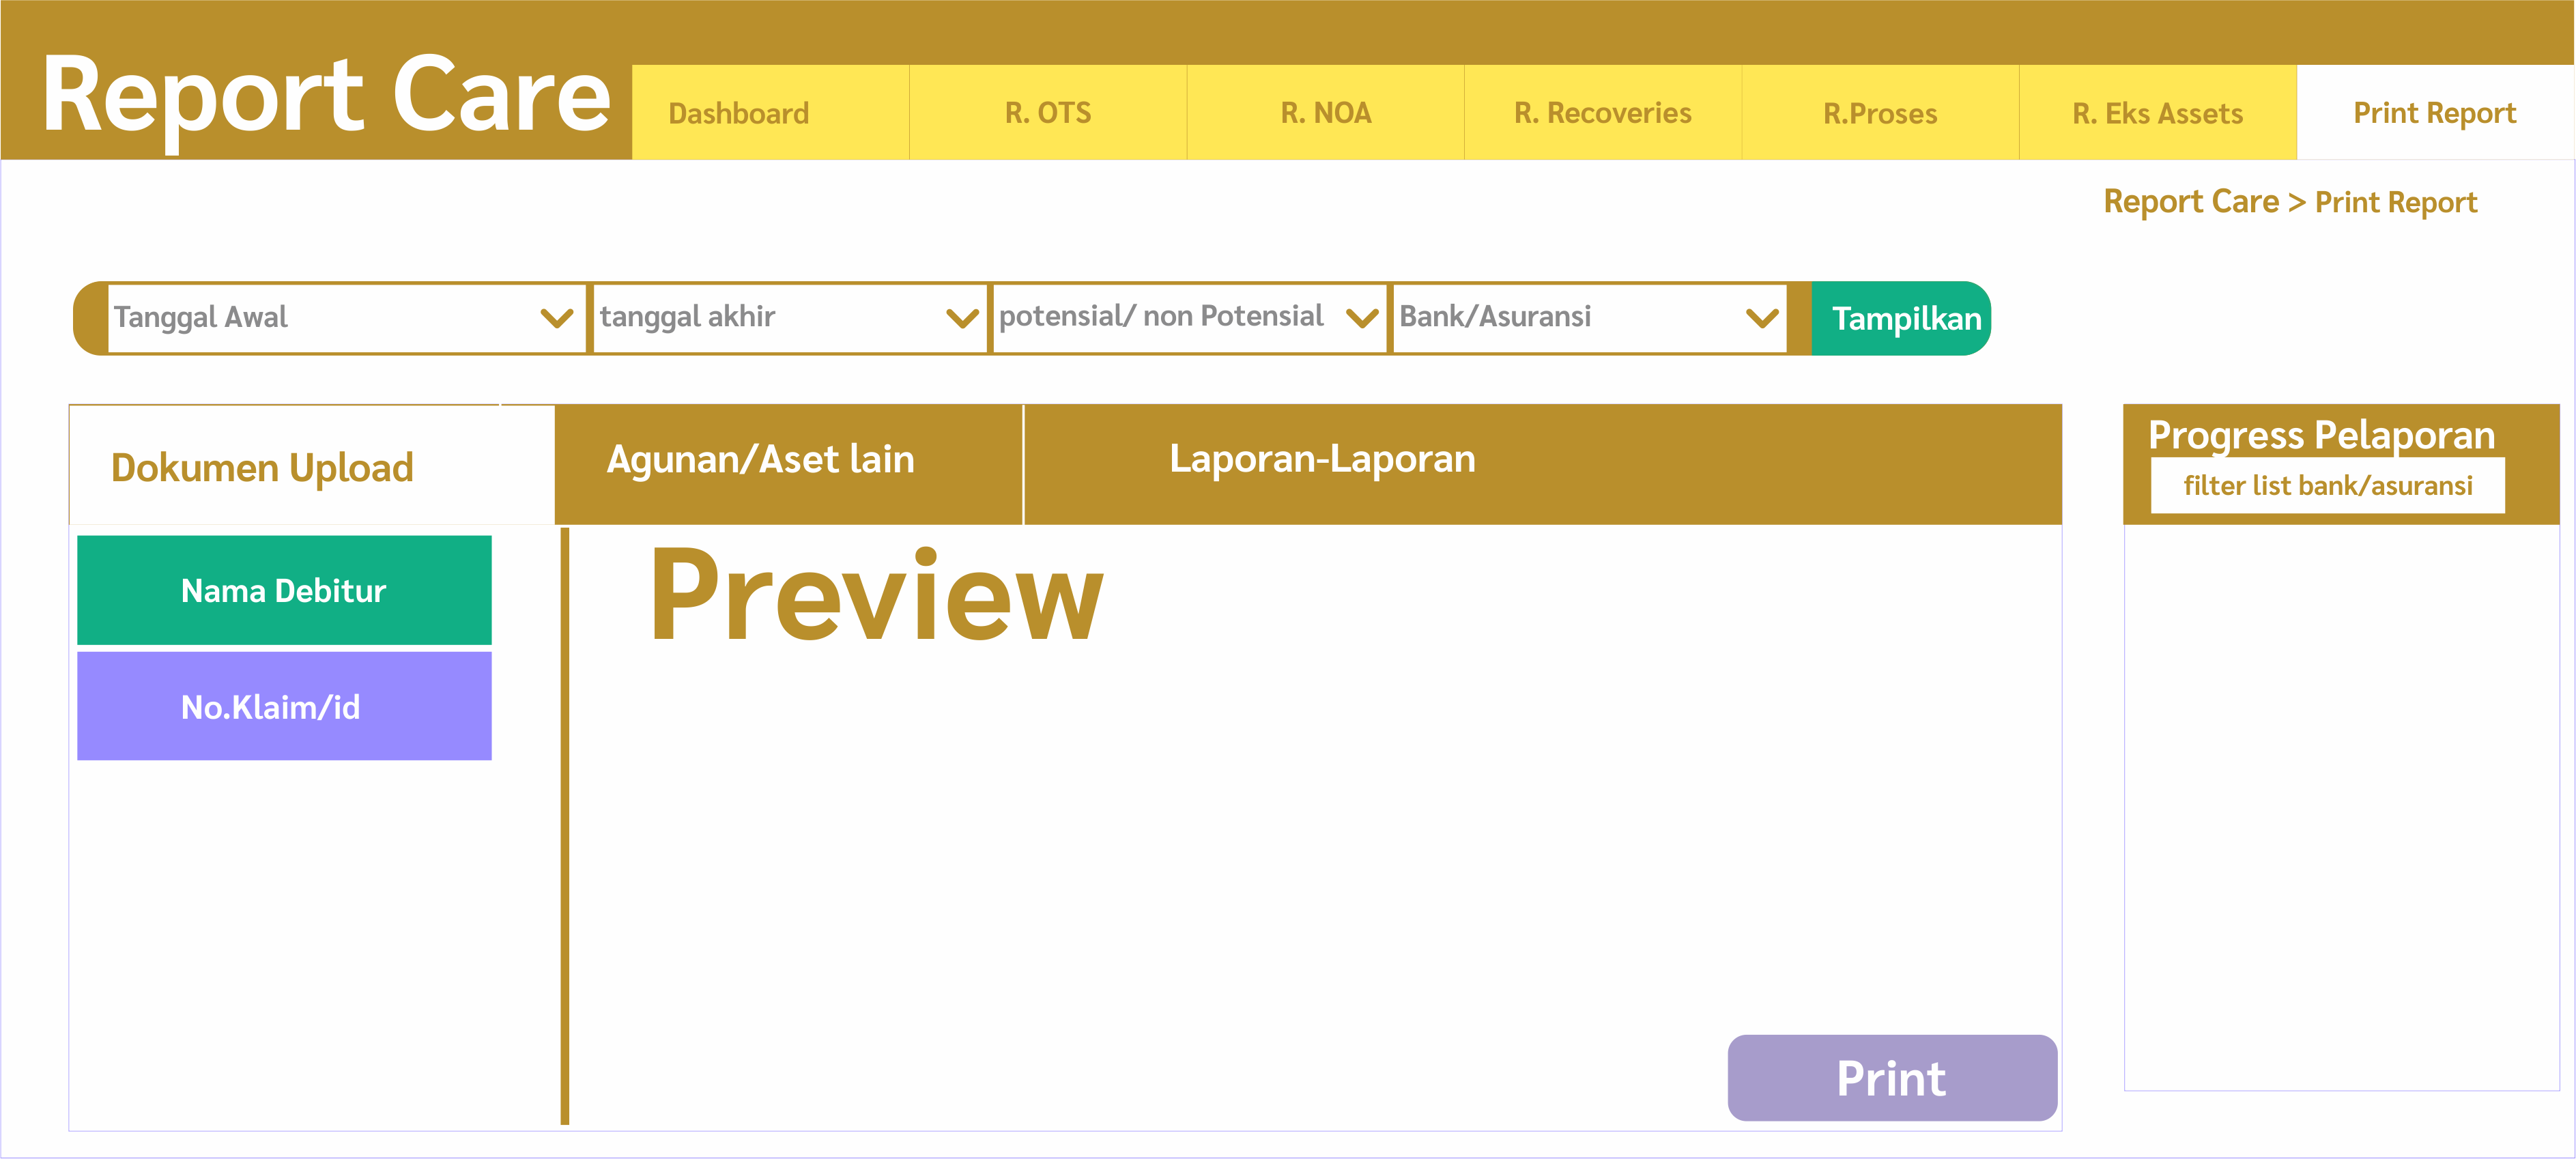 Report Care
Dashboard
R. OTS
R. NOA
R. Recoveries
R.Proses
R. Eks Assets
Print Report
Report Care > Print Report
Tanggal Awal
tanggal akhir
potensial/ non Potensial
Bank/Asuransi
Tampilkan
Dokumen Upload
Agunan/Aset lain
Laporan-Laporan
Nama Debitur
No.Klaim/id
Preview
Print
Progress Pelaporan
filter list bank/asuransi